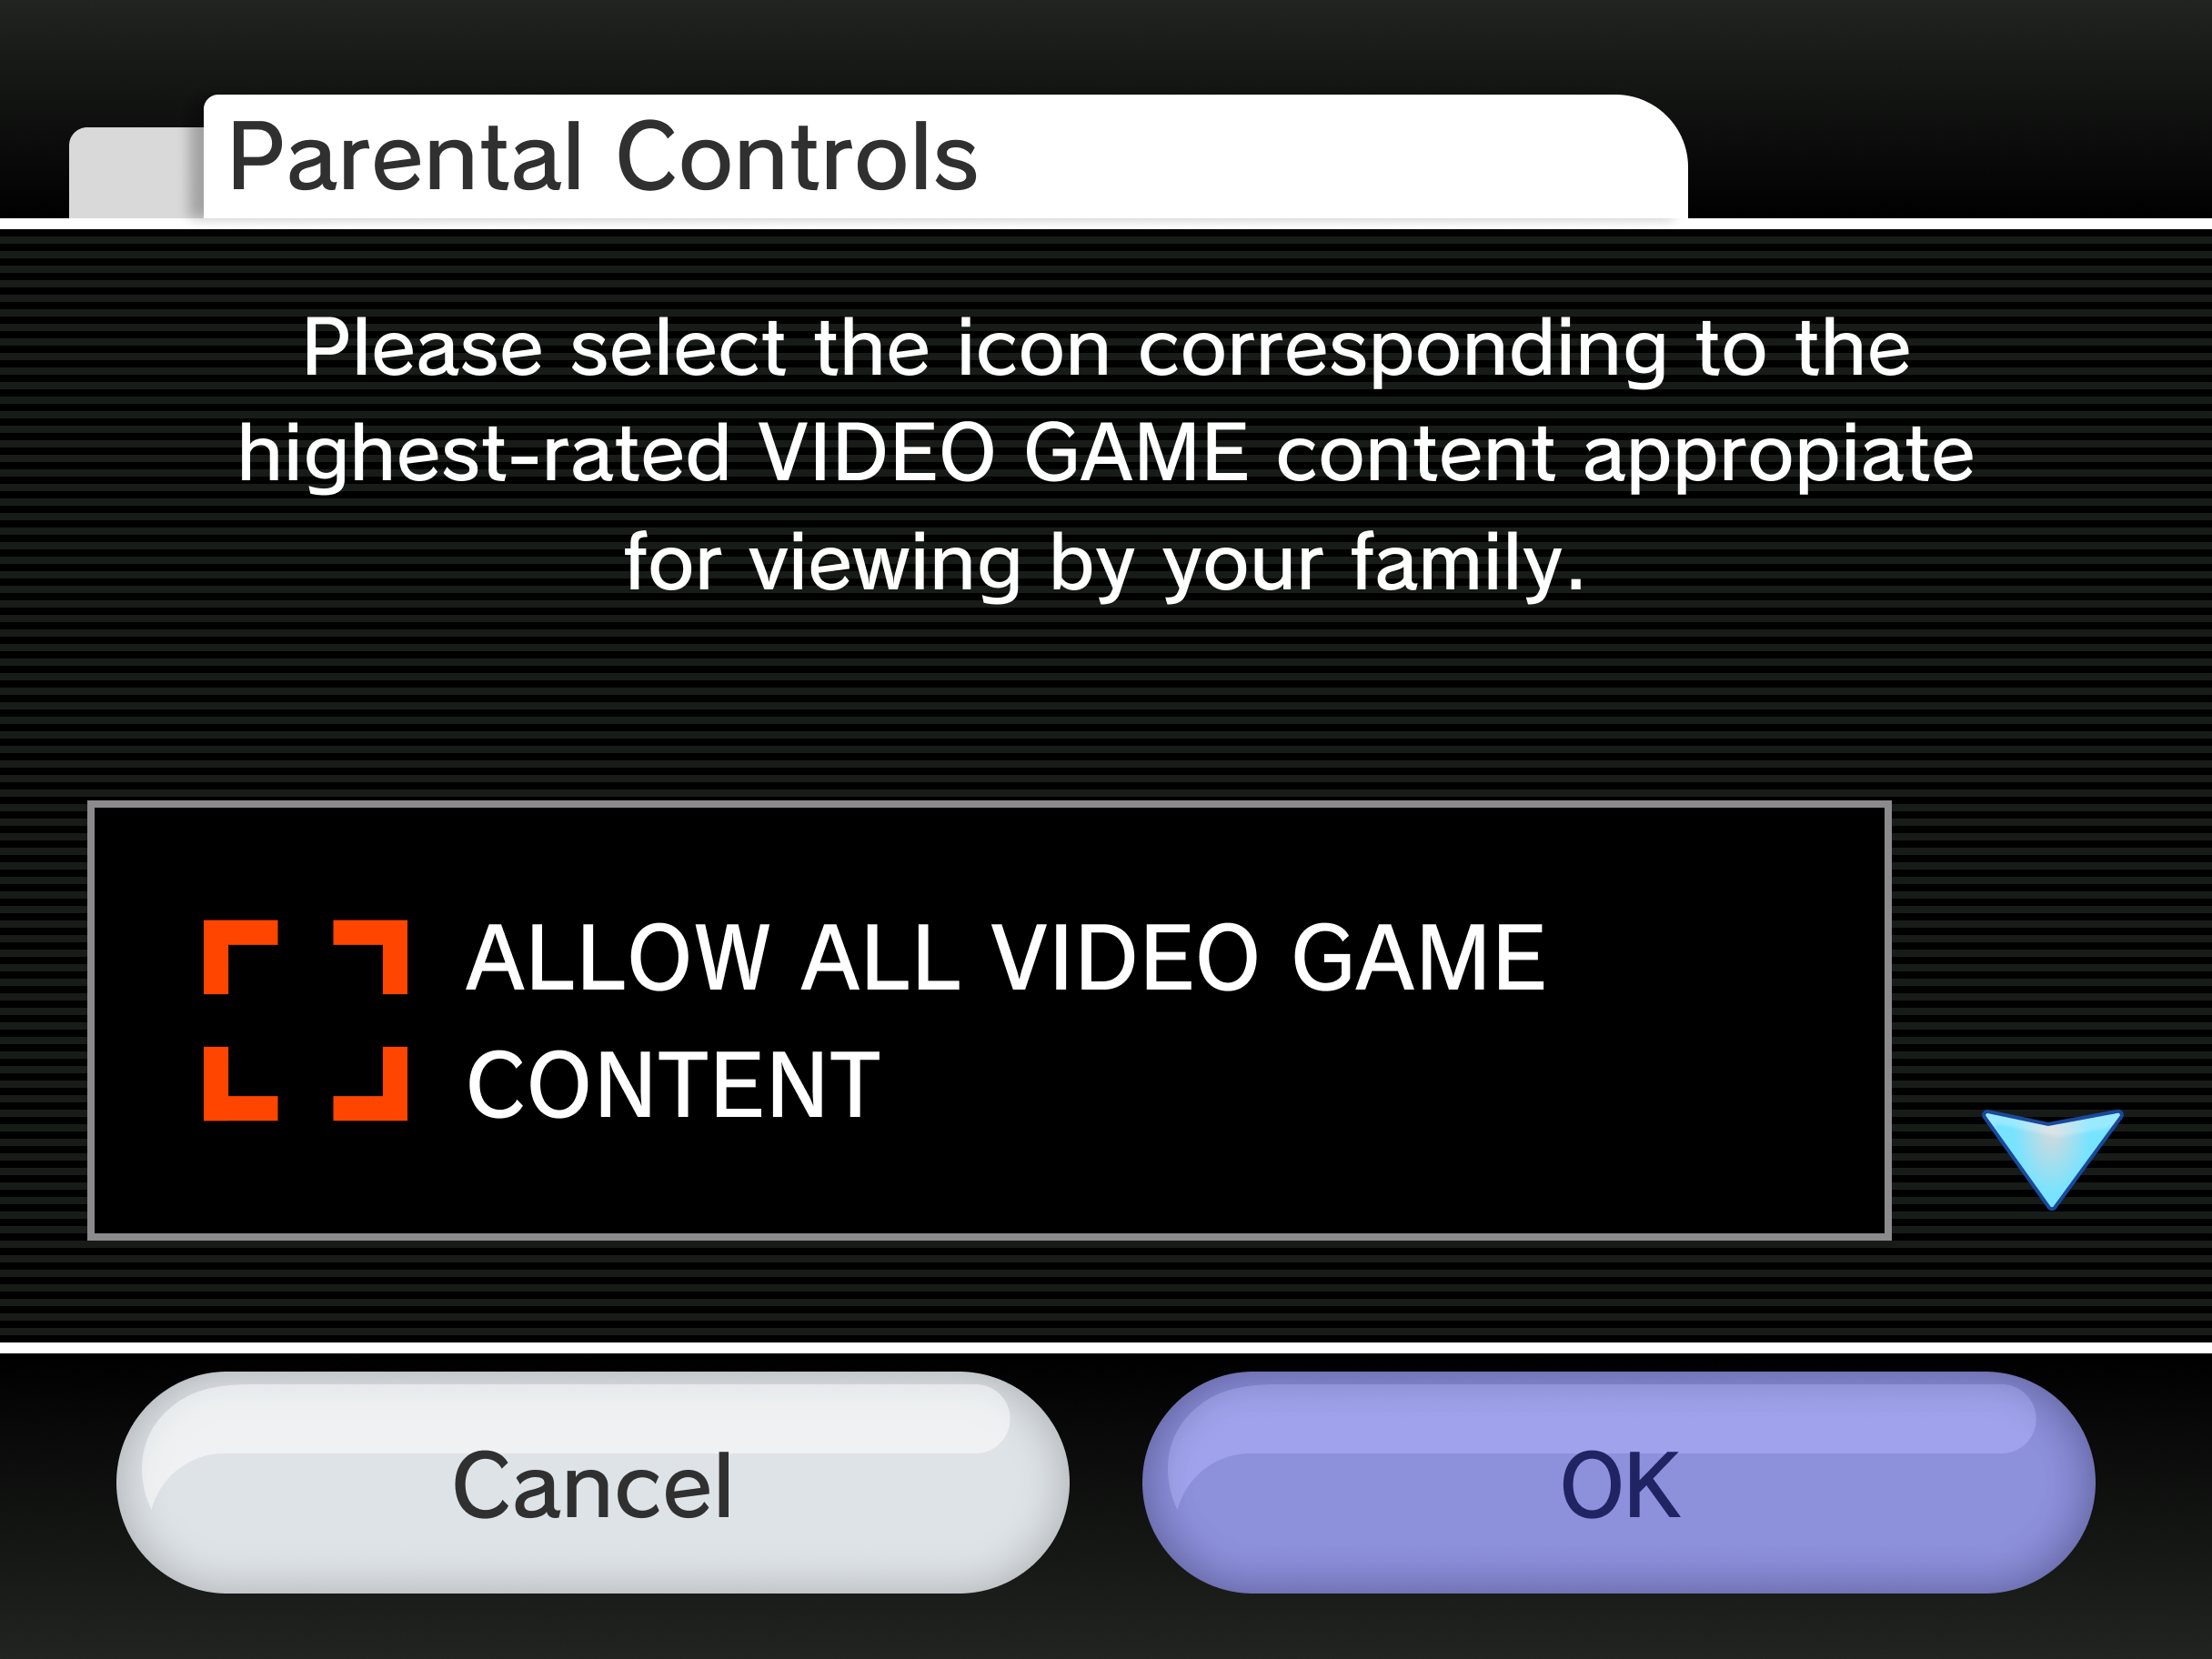 Parental Controls
Please select the icon corresponding to the
highest-rated VIDEO GAME content appropiate
for viewing by your family.
ALLOW ALL VIDEO GAME
CONTENT
Cancel
OK